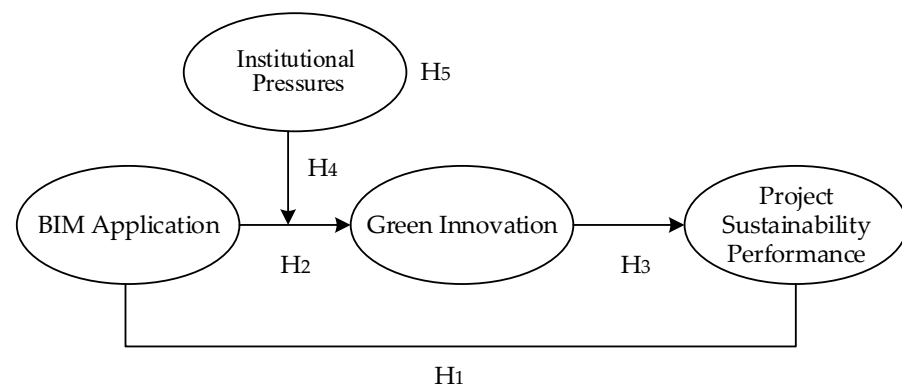 Institutional
Pressures
H5
H4
BIM Application
Green Innovation
Project
Sustainability
Performance
H2
H3
H1